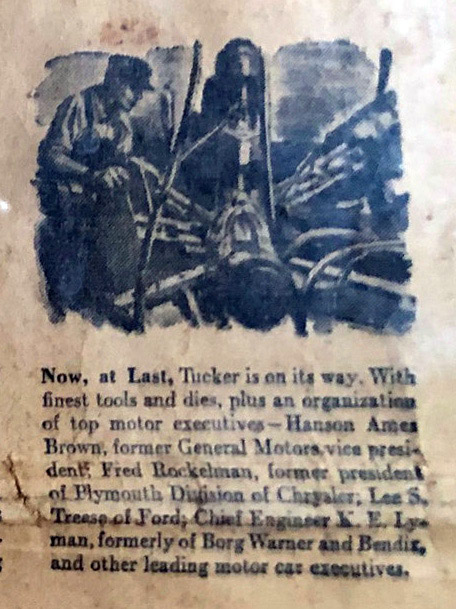 Now, at Last, Tucker is on its way. With
finest tools and dies, plus an organization
of top motor executives—Hanson Ames
Brown, former General Motors vice presi-
dent; Fred Rockelman, former president
of Plymouth Division of Chrysler, Lee S.
Treese of Ford; Chief Engineer K. E. Ly-
man, formerly of Borg Warner and Bendix,
and other leading motor car executives.